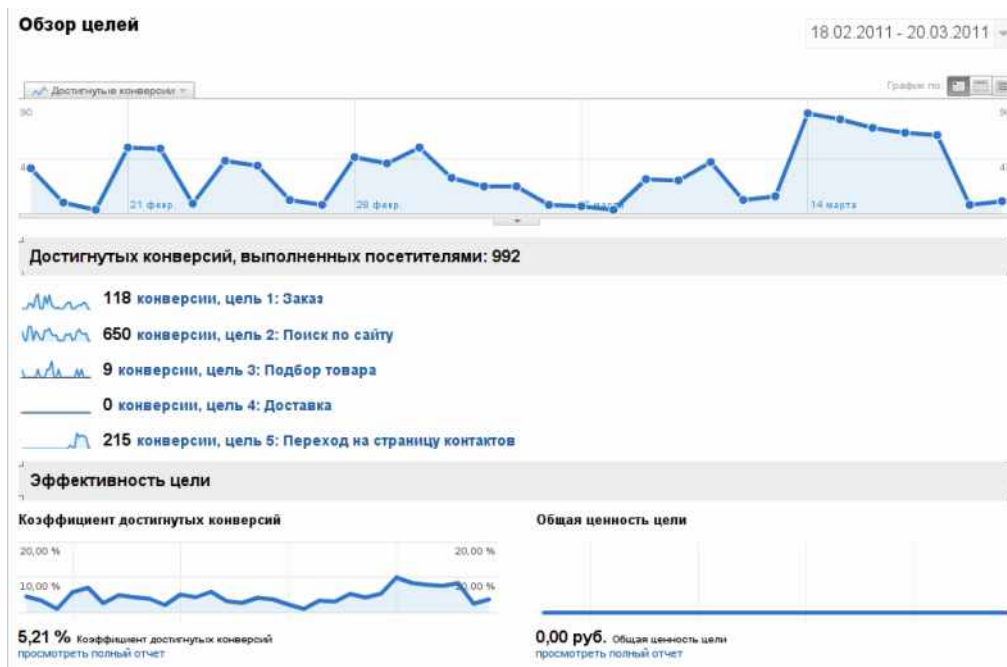 Обзор целей
18.02.2011 - 20.03.2011
Достигнутые конверсии
График по:
90
21 февр.
28 февр.
14 марта
Достигнутых конверсий, выполненных посетителями: 992
118 конверсии, цель 1: Заказ
650 конверсии, цель 2: Поиск по сайту
9 конверсии, цель 3: Подбор товара
0 конверсии, цель 4: Доставка
215 конверсии, цель 5: Переход на страницу контактов
Эффективность цели
Коэффициент достигнутых конверсий
Общая ценность цели
20,00 % 20,00 %
10,00 % 10,00 %
5,21 % Коэффициент достигнутых конверсий
просмотреть полный отчет
0,00 руб. Общая ценность цели
просмотреть полный отчет